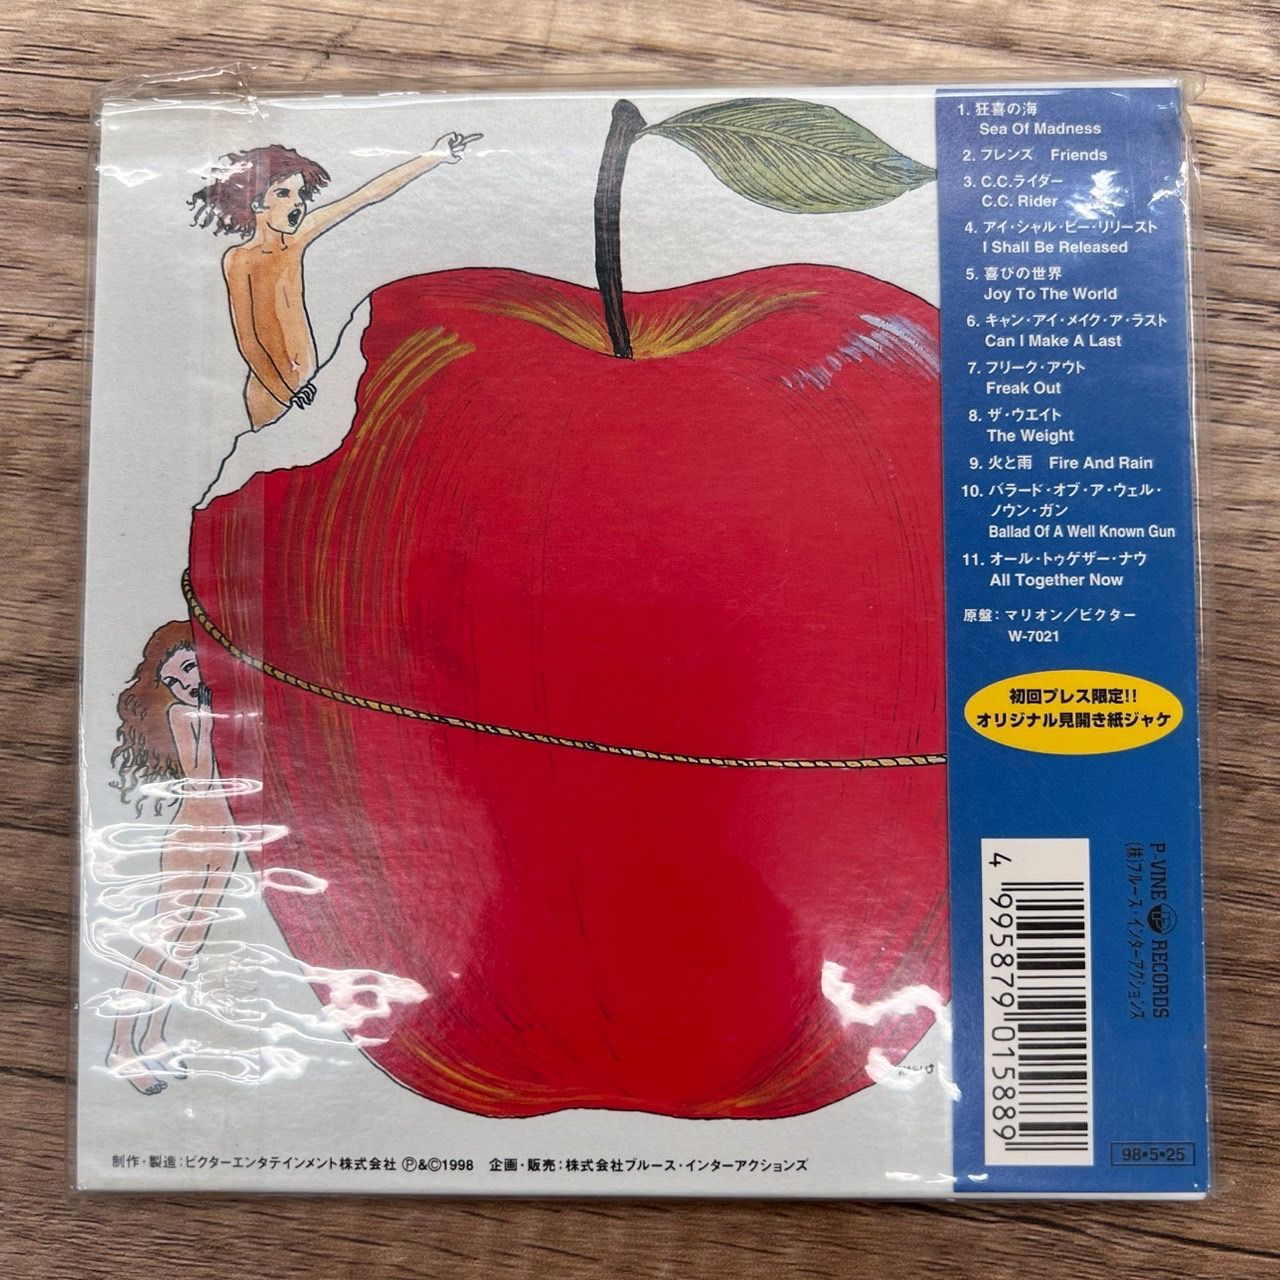 1. 狂喜の海
Sea Of Madness
2. フレンズ Friends
3. C.C.ライダー
C.C. Rider
4. アイ・シャル・ビー・リリースト
I Shall Be Released
5. 喜びの世界
Joy To The World
6. キャン・アイ・メイク・ア・ラスト
Can I Make A Last
7. フリーク・アウト
Freak Out
8. ザ・ウエイト
The Weight
9. 火と雨 Fire And Rain
10. バラード・オブ・ア・ウェル・
ノウン・ガン
Ballad Of A Well Known Gun
11. オール・トゥゲザー・ナウ
All Together Now
原盤：マリオン／ビクター
W-7021
初回プレス限定!!
オリジナル見開き紙ジャケ
P-VINE RECORDS
(株)ブルース・インターアクションズ
4 995879 015889
98・5・25
制作・製造：ビクターエンタテインメント株式会社 Ⓟ&©1998 企画・販売：株式会社ブルース・インターアクションズ